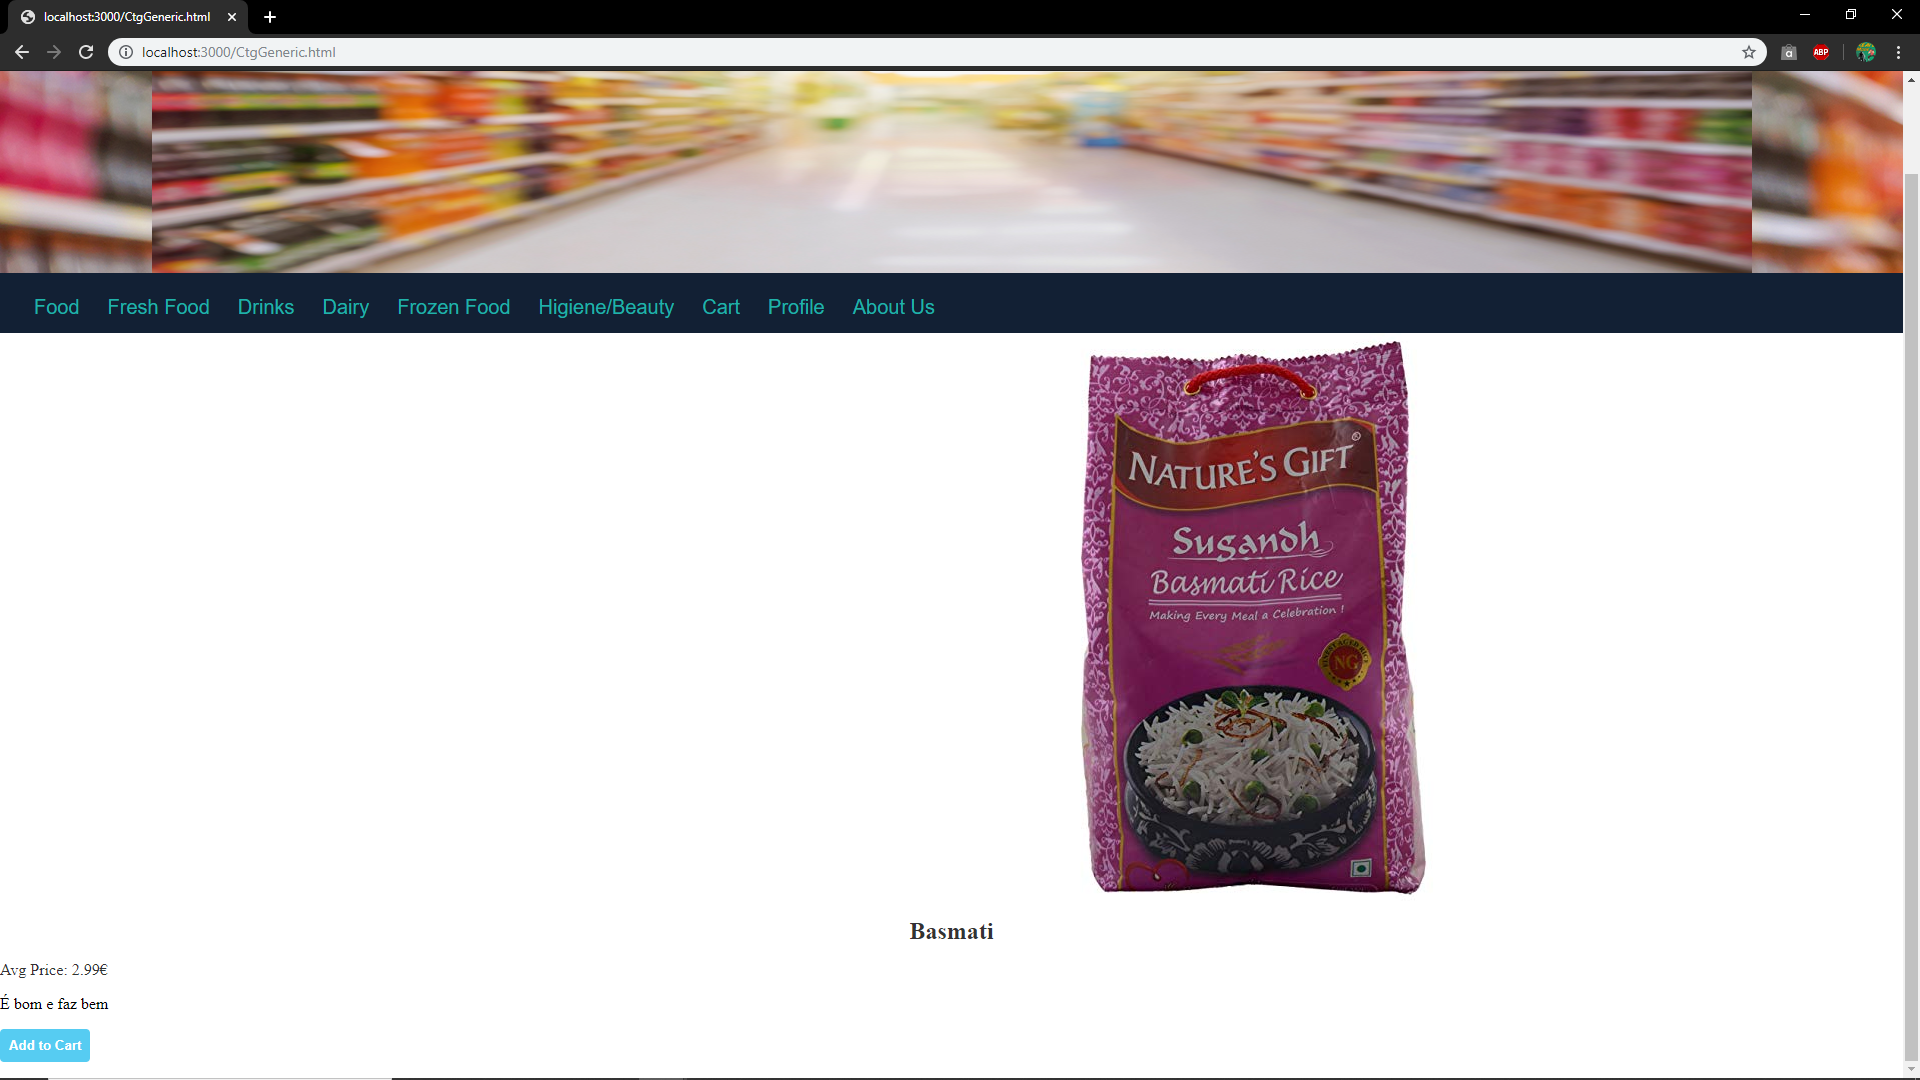 localhost:3000/CtgGeneric.html
localhost:3000/CtgGeneric.html
a
ABP
Food Fresh Food Drinks Dairy Frozen Food Higiene/Beauty Cart Profile About Us
NATURE'S GIFT®
Sugandh
Basmati Rice
Making Every Meal a Celebration !
NG
Basmati
Avg Price: 2.99€
É bom e faz bem
Add to Cart